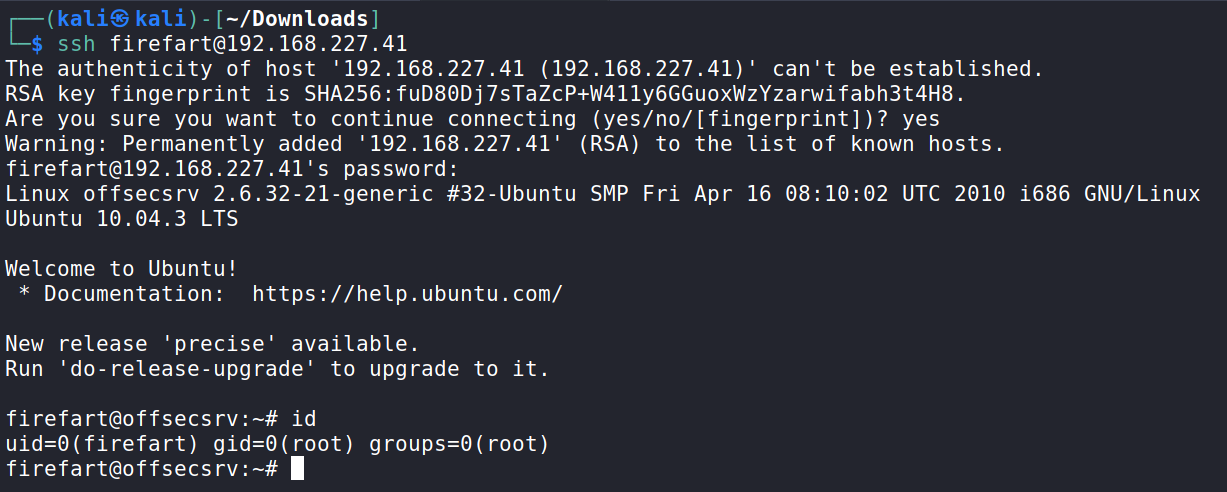 ┌──(kali㉿kali)-[~/Downloads]
└─$ ssh firefart@192.168.227.41
The authenticity of host '192.168.227.41 (192.168.227.41)' can't be established.
RSA key fingerprint is SHA256:fuD80Dj7sTaZcP+W411y6GGuoxWzYzarwifabh3t4H8.
Are you sure you want to continue connecting (yes/no/[fingerprint])? yes
Warning: Permanently added '192.168.227.41' (RSA) to the list of known hosts.
firefart@192.168.227.41's password:
Linux offsecsrv 2.6.32-21-generic #32-Ubuntu SMP Fri Apr 16 08:10:02 UTC 2010 i686 GNU/Linux
Ubuntu 10.04.3 LTS

Welcome to Ubuntu!
 * Documentation:  https://help.ubuntu.com/

New release 'precise' available.
Run 'do-release-upgrade' to upgrade to it.

firefart@offsecsrv:~# id
uid=0(firefart) gid=0(root) groups=0(root)
firefart@offsecsrv:~#